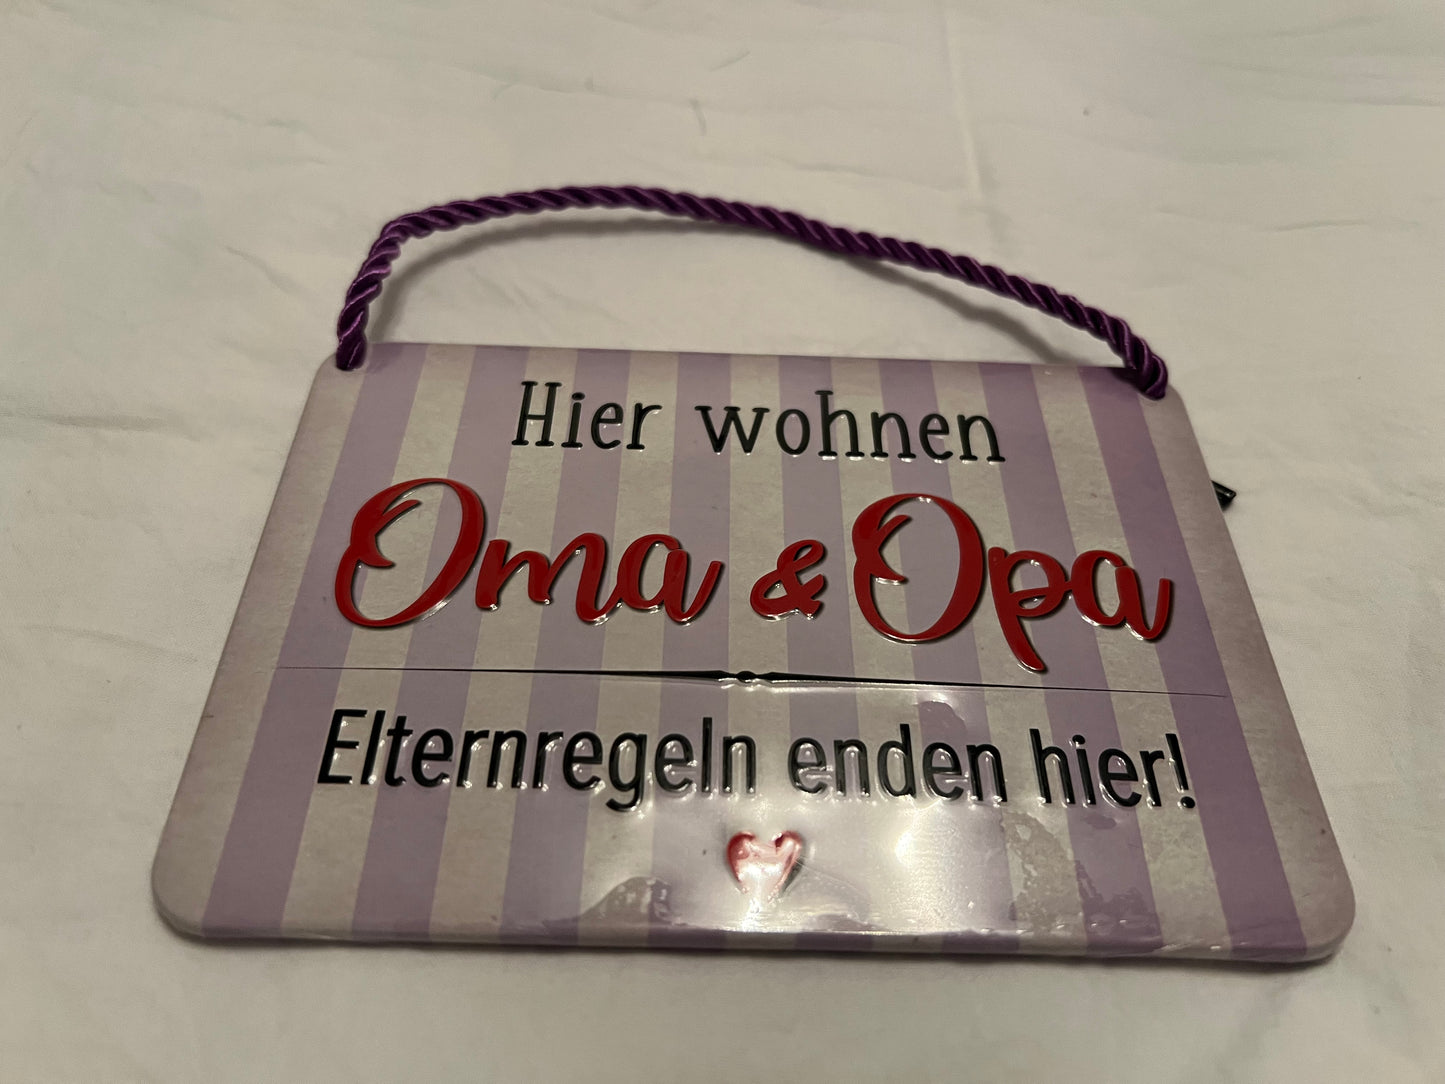 Hier wohnen
Oma & Opa
Elternregeln enden hier!